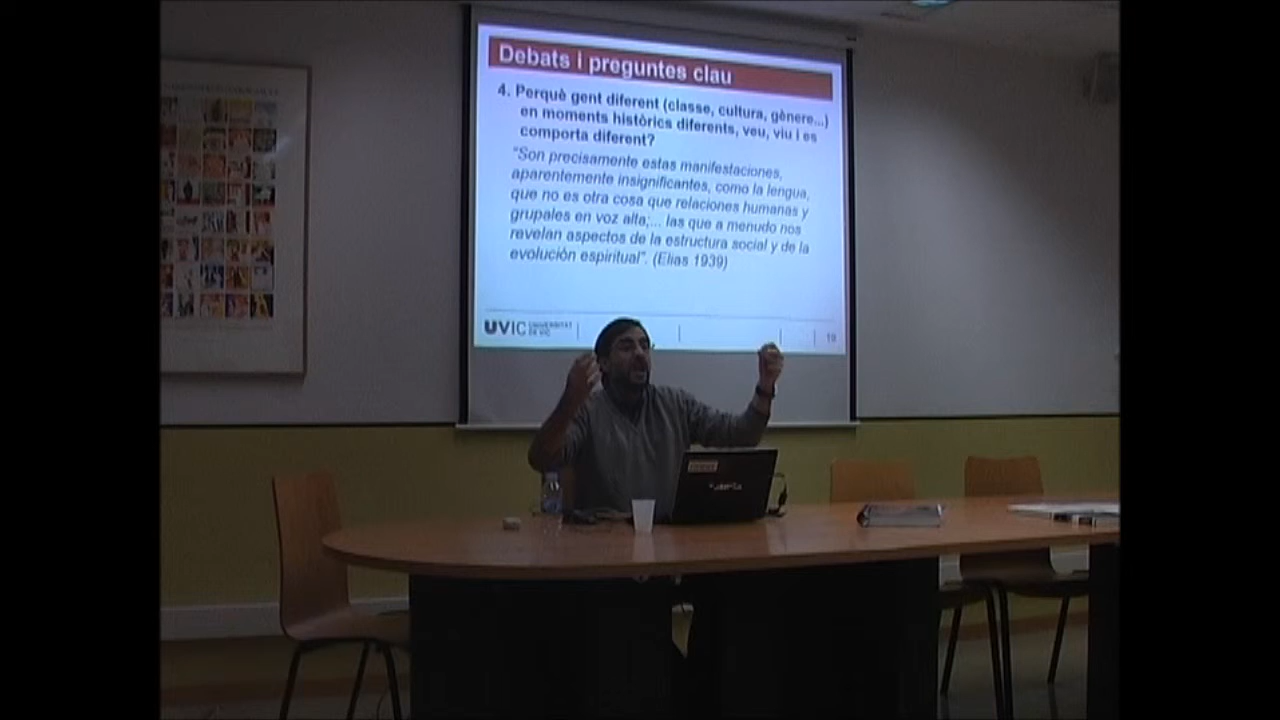 Debats i preguntes clau
4. Perquè gent diferent (classe, cultura, gènere...)
en moments històrics diferents, veu, viu i es
comporta diferent?
"Son precisamente estas manifestaciones,
aparentemente insignificantes, como la lengua,
que no es otra cosa que relaciones humanas y
grupales en voz alta;... las que a menudo nos
revelan aspectos de la estructura social y de la
evolución espiritual". (Elias 1939)
UVIC UNIVERSITAT
DE VIC